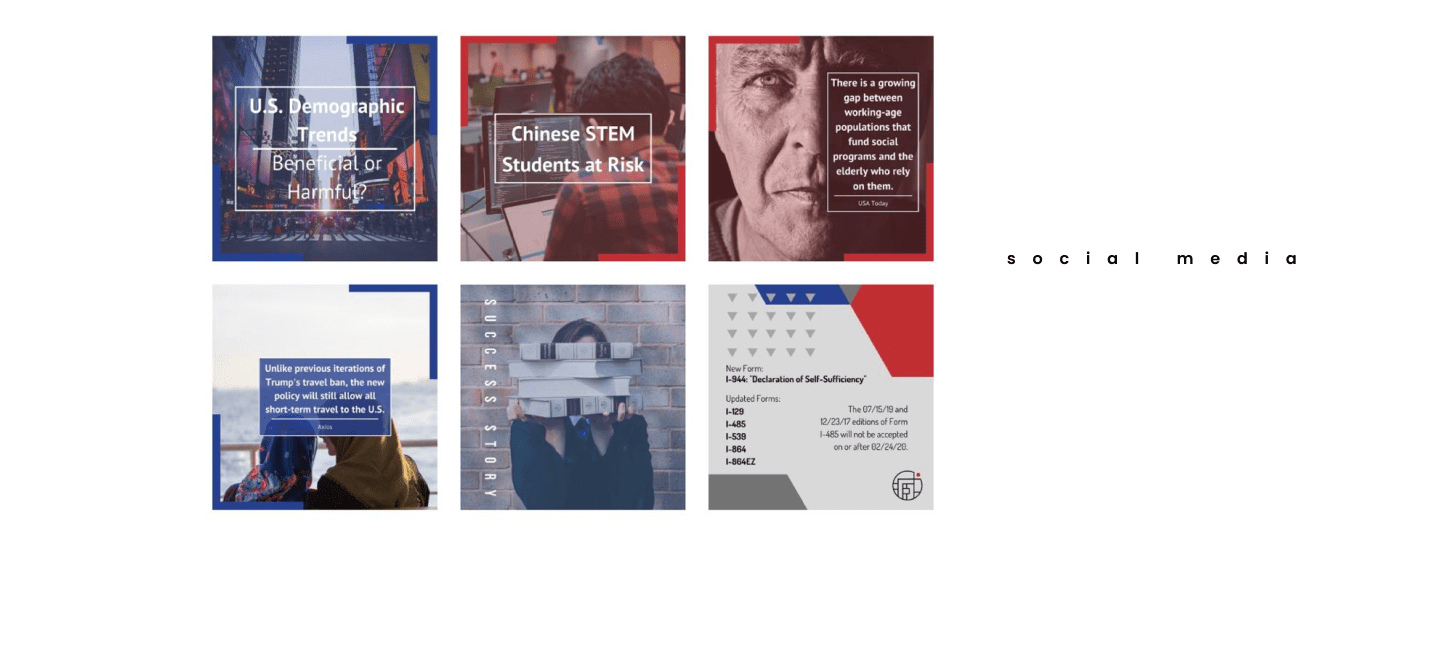 U.S. Demographic
Trends
Beneficial or
Harmful?
Chinese STEM
Students at Risk
There is a growing
gap between
working-age
populations that
fund social
programs and the
elderly who rely
on them.
USA Today
social media
Unlike previous iterations of
Trump's travel ban, the new
policy will still allow all
short-term travel to the U.S.
Axios
SUCCESS STORY
New Form:
I-944: "Declaration of Self-Sufficiency"
Updated Forms:
I-129
I-485
I-539
I-864
I-864EZ
The 07/15/19 and
12/23/17 editions of Form
I-485 will not be accepted
on or after 02/24/20.